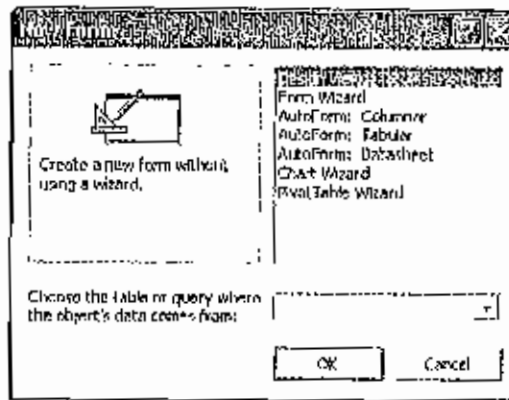 New Form
Create a new form without
using a wizard.
Form Wizard
AutoForm: Columnar
AutoForm: Tabular
AutoForm: Datasheet
Chart Wizard
PivotTable Wizard
Choose the table or query where
the object's data comes from:
OK
Cancel